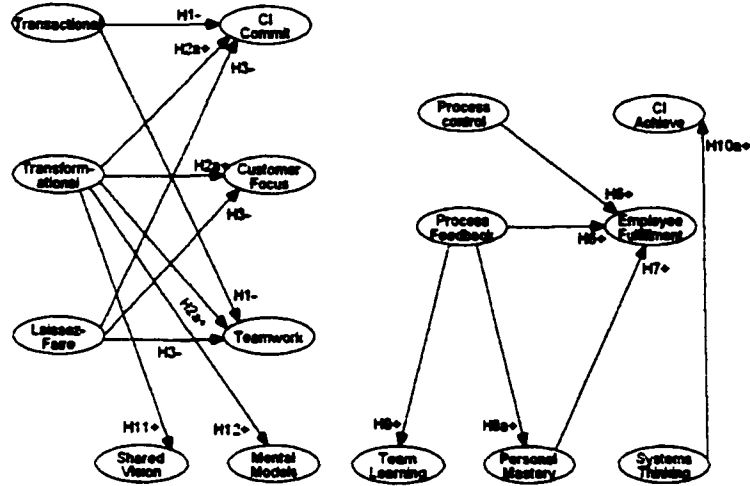 Transactional
H1-
CI
Commit
H2a+
H3-
Process
control
CI
Achieve
H10a+
Transform-
ational
H2a+
Customer
Focus
H3-
H6+
Process
Feedback
H6+
Employee
Fulfillment
H7+
H1-
H2a+
Laissez-
Faire
H3-
Teamwork
H11+
H12+
H9+
H8a+
Shared
Vision
Mental
Models
Team
Learning
Personal
Mastery
Systems
Thinking